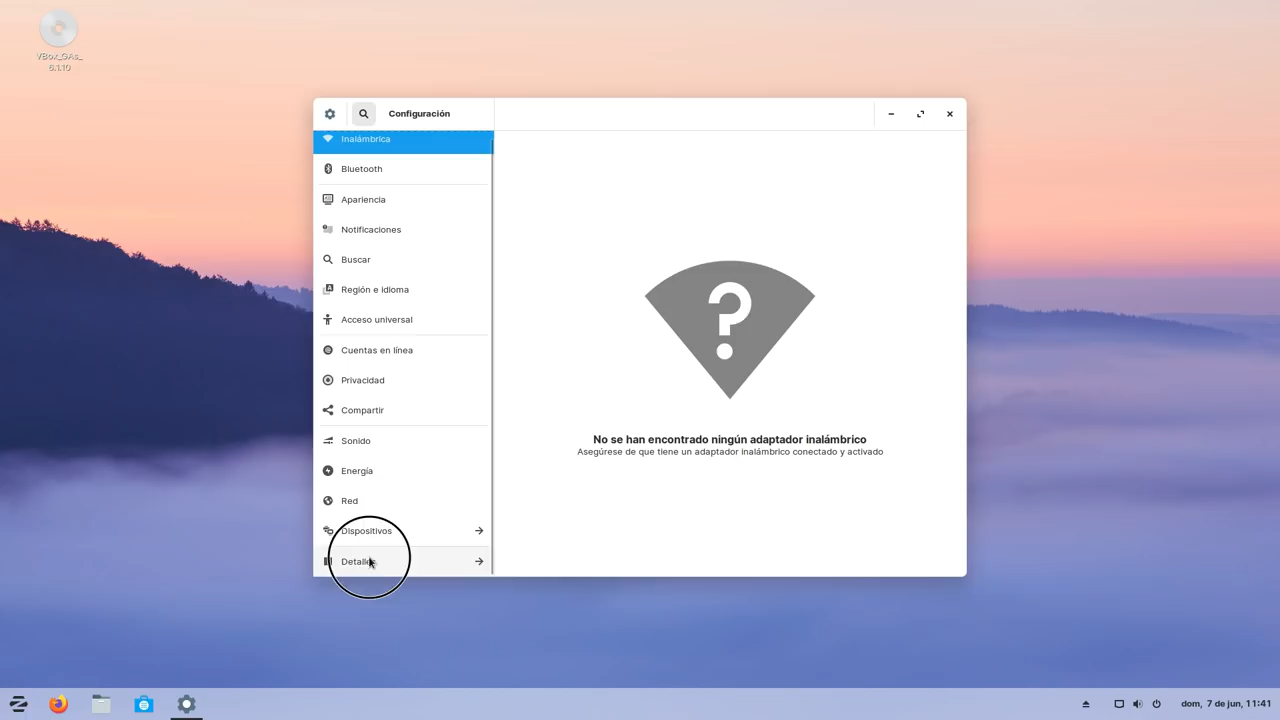 VBox_GAs_
6.1.10
Configuración
Inalámbrica
Bluetooth
Apariencia
Notificaciones
Buscar
Región e idioma
Acceso universal
Cuentas en línea
Privacidad
Compartir
Sonido
Energía
Red
Dispositivos
Detalles
No se han encontrado ningún adaptador inalámbrico
Asegúrese de que tiene un adaptador inalámbrico conectado y activado
dom, 7 de jun, 11:41